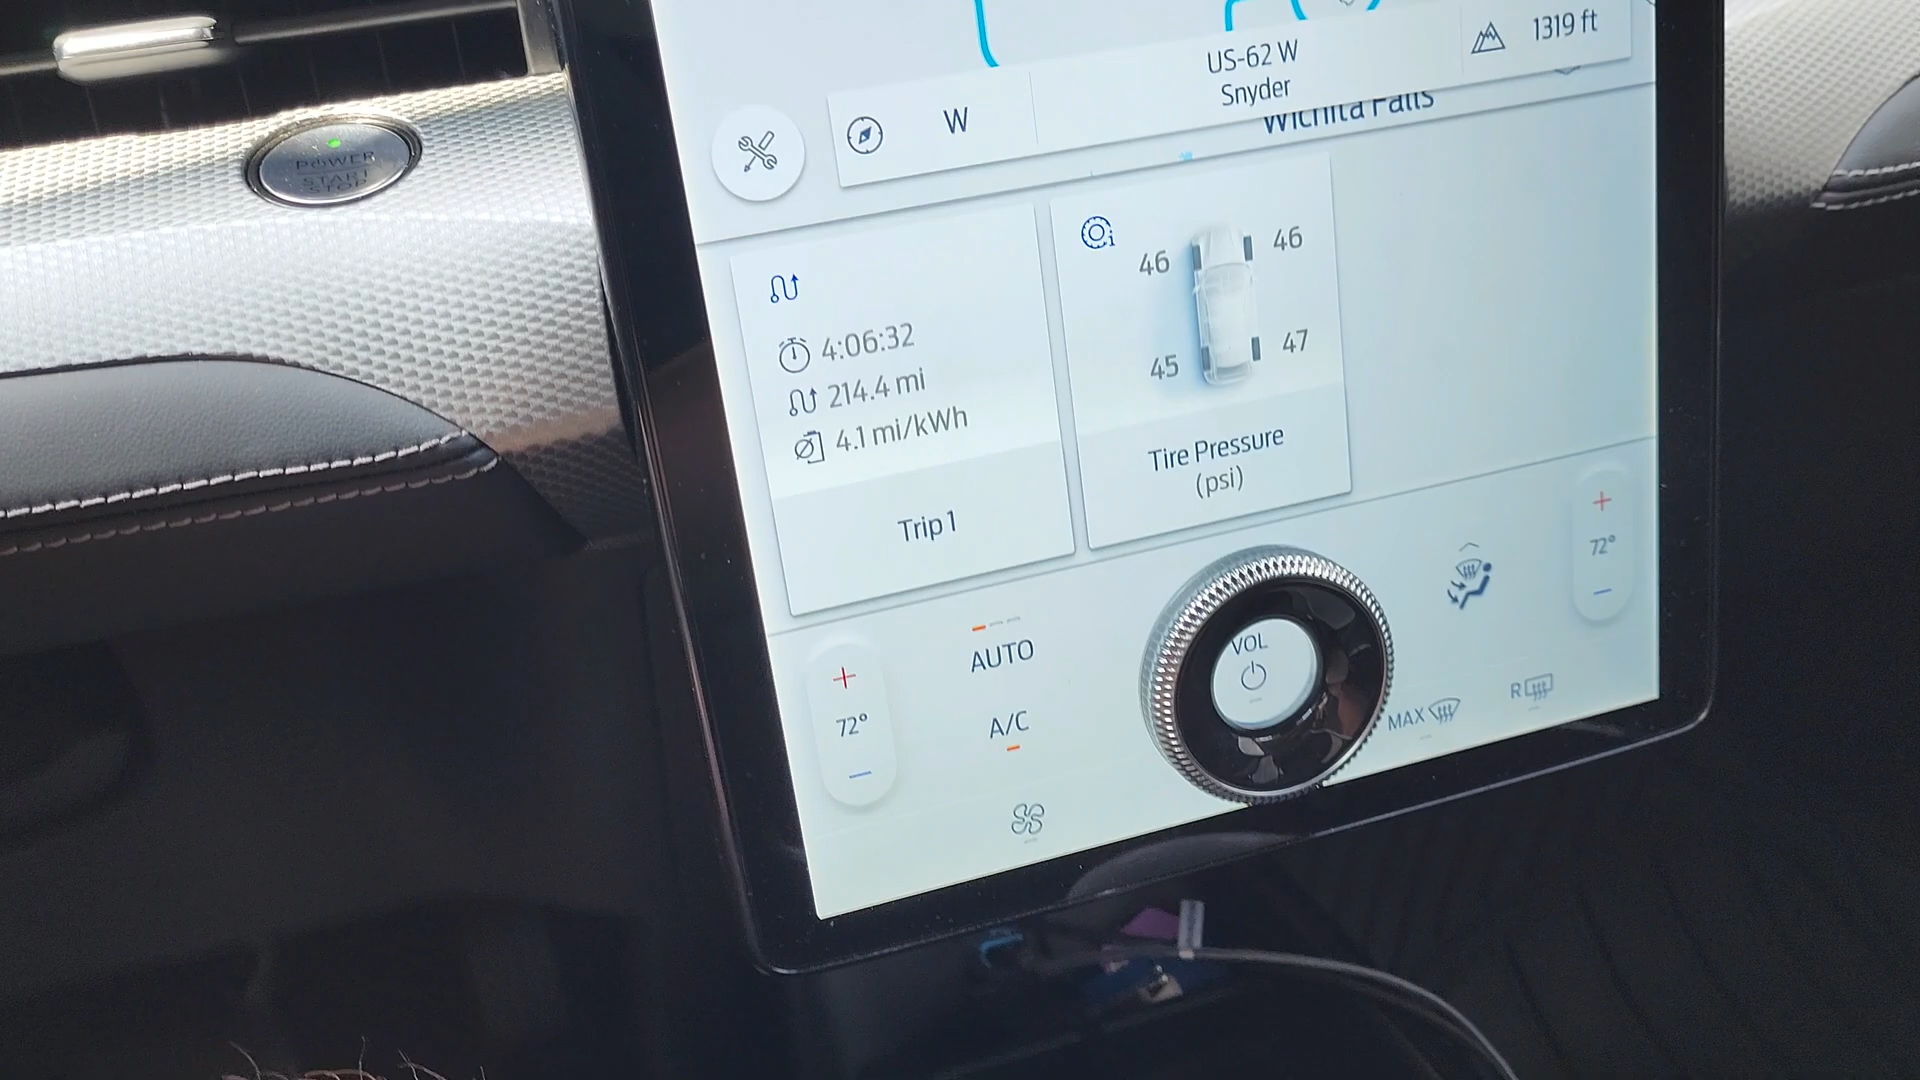 POWER
START
STOP
US-62 W
Snyder
1319 ft
W
Wichita Falls
4:06:32
214.4 mi
4.1 mi/kWh
Trip 1
46
46
45
47
Tire Pressure
(psi)
72°
AUTO
A/C
72°
VOL
MAX
R